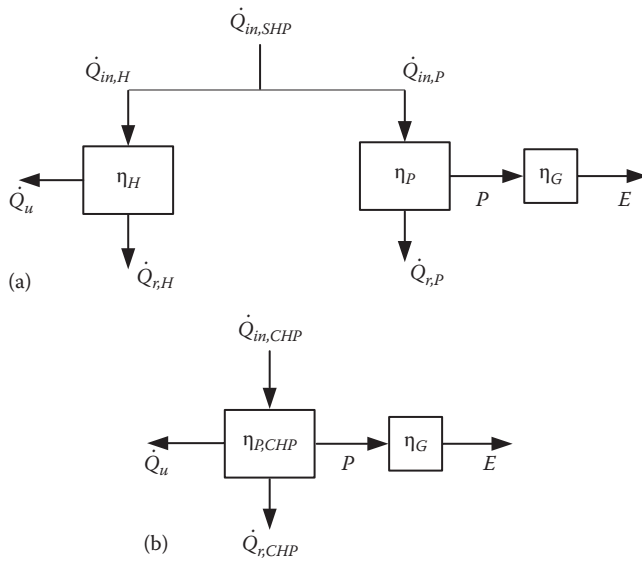 Q̇in,SHP
Q̇in,H Q̇in,P
ηH ηP ηG
Q̇u P E
Q̇r,H Q̇r,P
(a)
Q̇in,CHP
ηP,CHP ηG
Q̇u P E
Q̇r,CHP
(b)